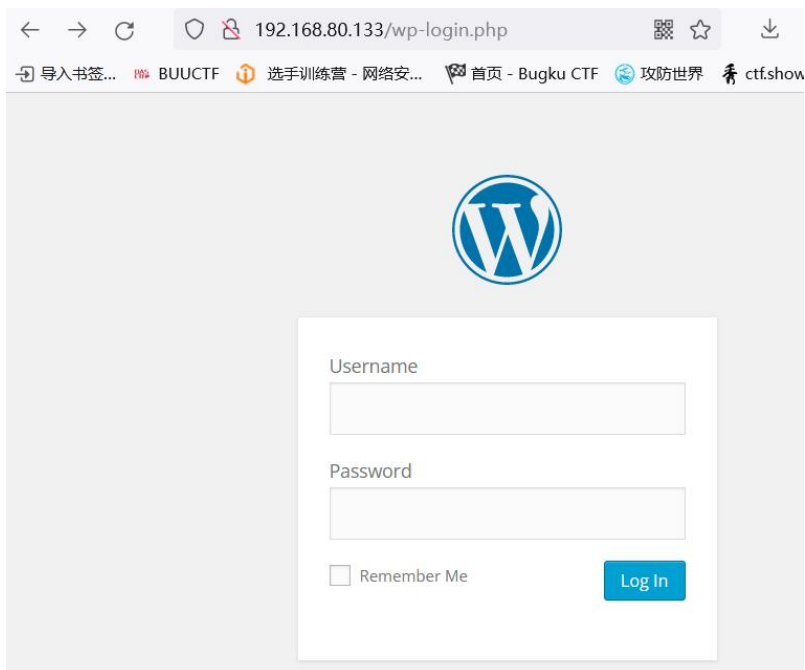 192.168.80.133/wp-login.php
导入书签... BUUCTF 选手训练营 - 网络安... 首页 - Bugku CTF 攻防世界 ctf.show
Username
Password
Remember Me Log In